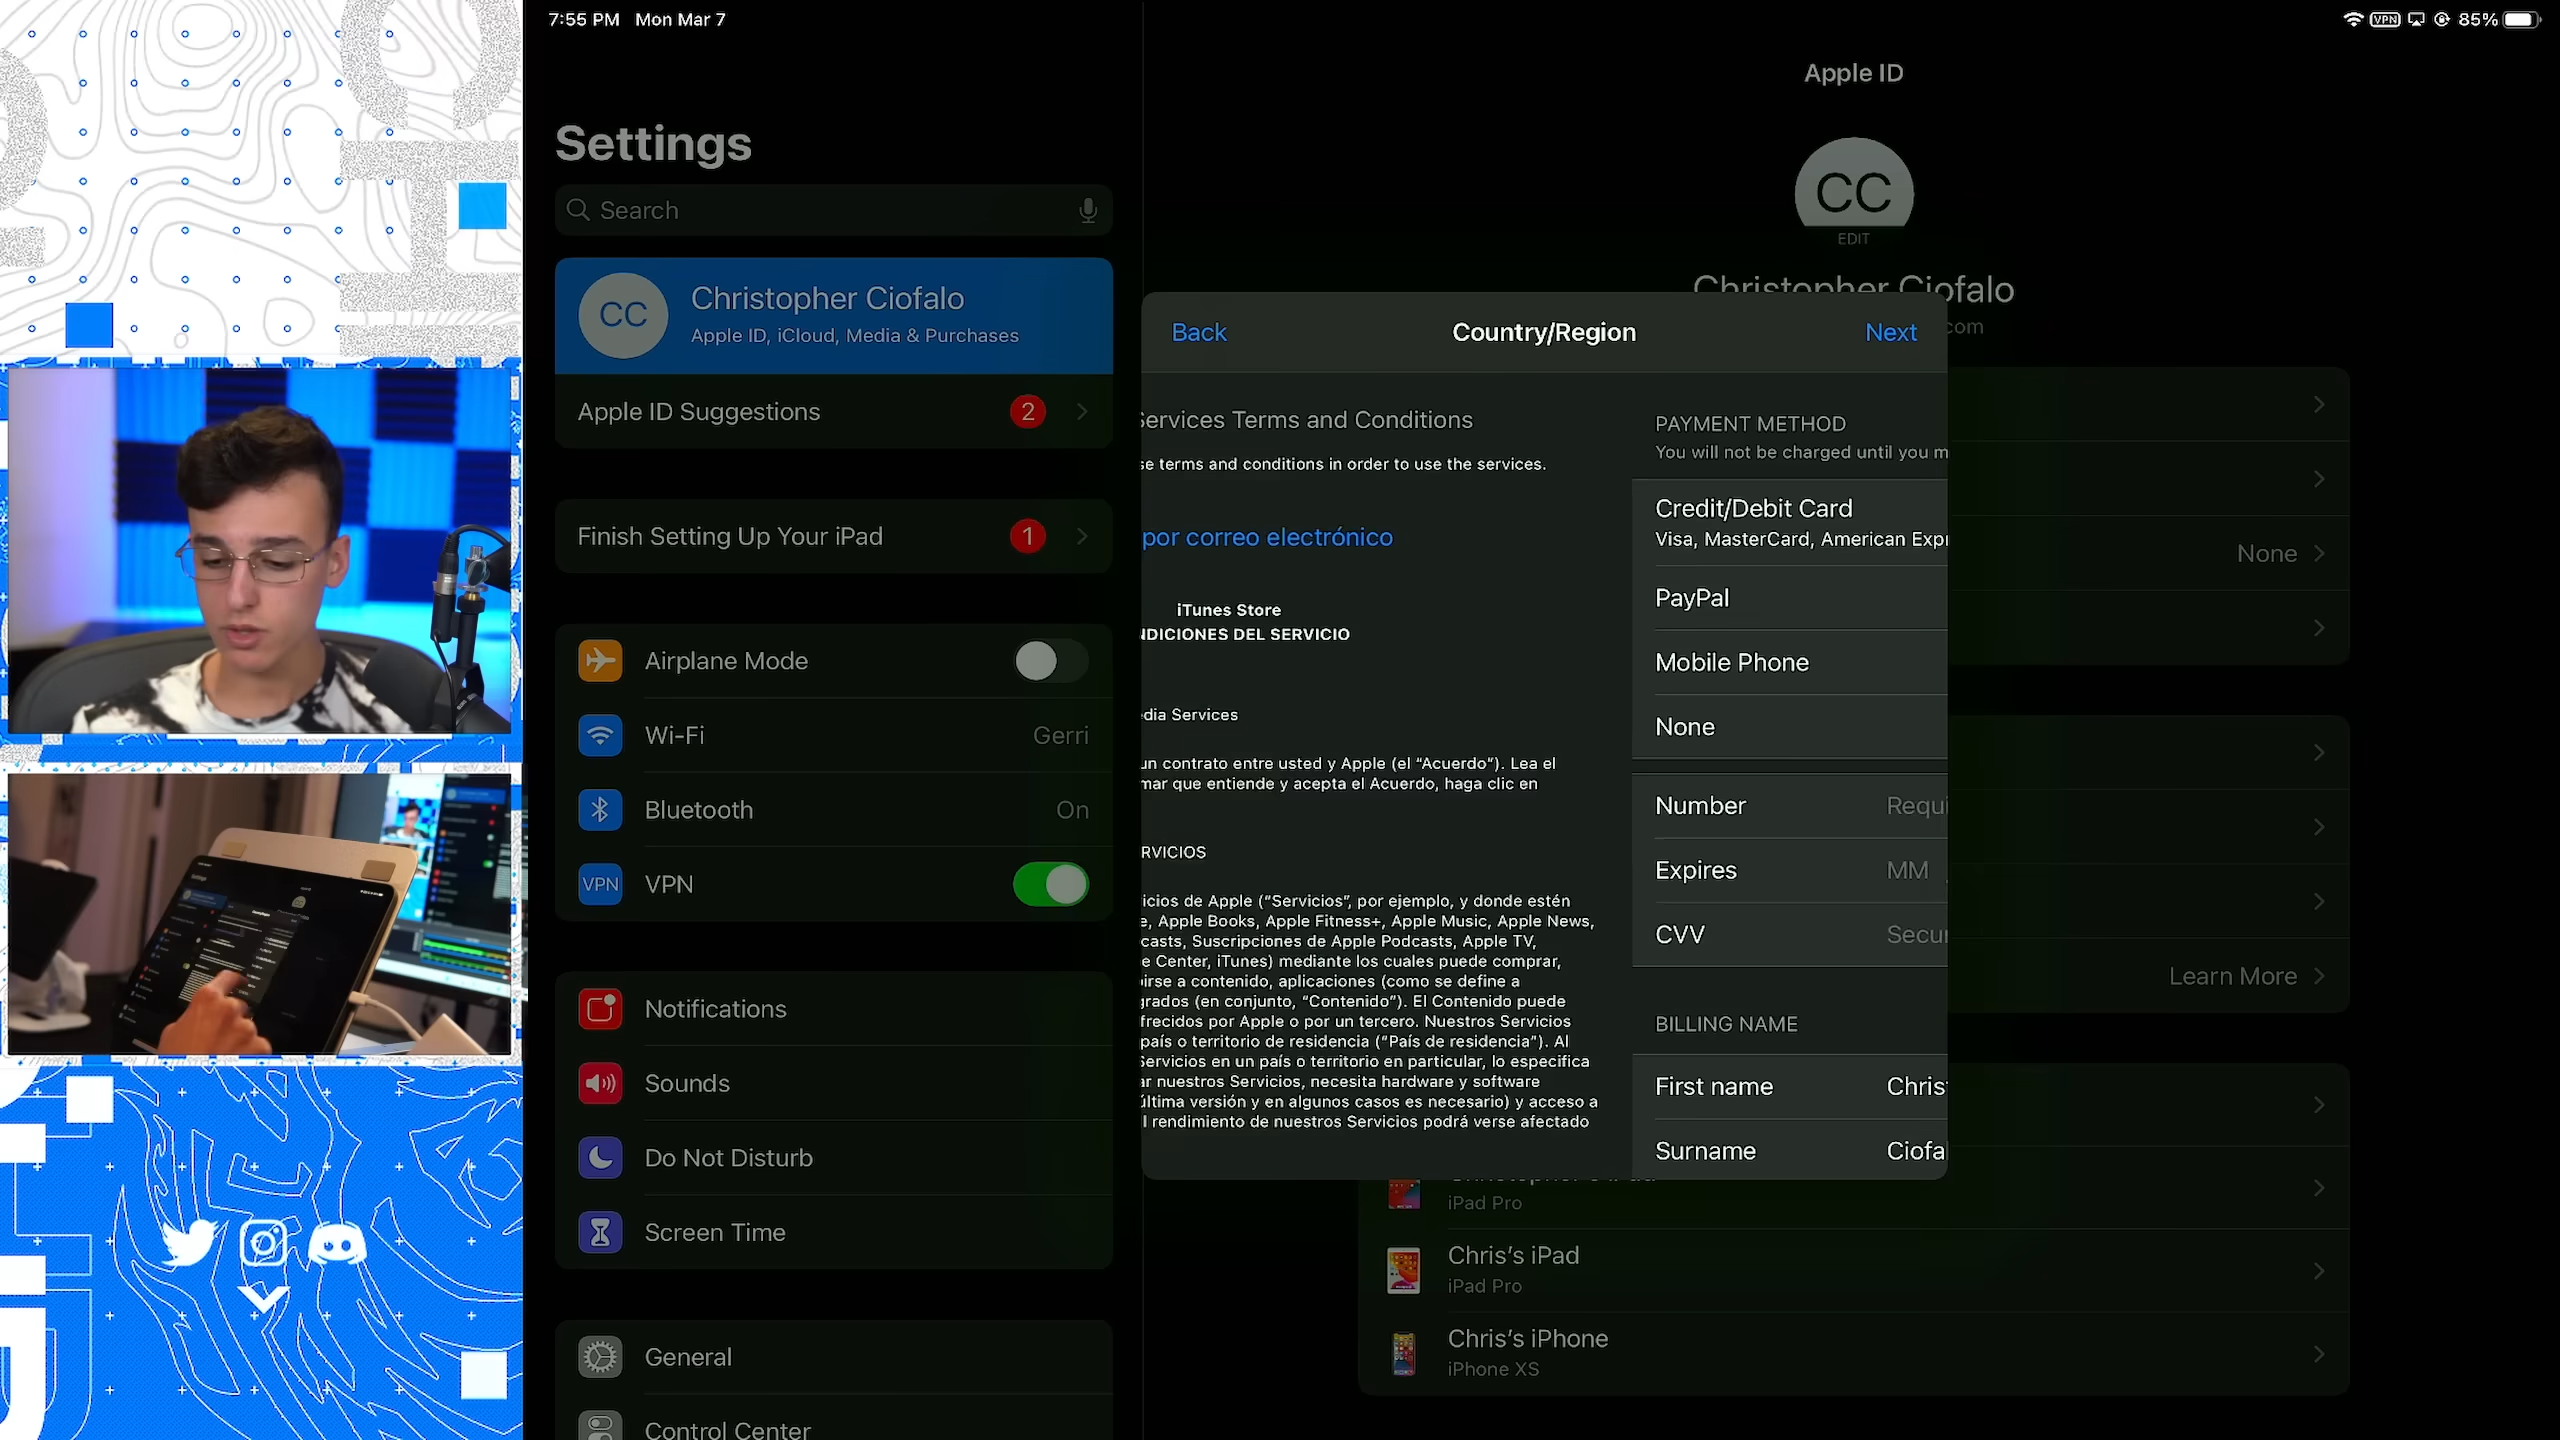 7:55 PM Mon Mar 7
VPN 85%
Settings
Search
CC
Christopher Ciofalo
Apple ID, iCloud, Media & Purchases
Apple ID Suggestions 2
Finish Setting Up Your iPad 1
Airplane Mode
Wi-Fi Gerri
Bluetooth On
VPN VPN
Notifications
Sounds
Do Not Disturb
Screen Time
General
Control Center
Apple ID
CC
EDIT
Christopher Ciofalo
com
None
Learn More
Back Country/Region Next
Services Terms and Conditions
se terms and conditions in order to use the services.
por correo electrónico
iTunes Store
NDICIONES DEL SERVICIO
dia Services
un contrato entre usted y Apple (el “Acuerdo”). Lea el
mar que entiende y acepta el Acuerdo, haga clic en
RVICIOS
icios de Apple (“Servicios”, por ejemplo, y donde estén
e, Apple Books, Apple Fitness+, Apple Music, Apple News,
casts, Suscripciones de Apple Podcasts, Apple TV,
e Center, iTunes) mediante los cuales puede comprar,
birse a contenido, aplicaciones (como se define a
grados (en conjunto, “Contenido”). El Contenido puede
frecidos por Apple o por un tercero. Nuestros Servicios
país o territorio de residencia (“País de residencia”). Al
Servicios en un país o territorio en particular, lo especifica
ar nuestros Servicios, necesita hardware y software
última versión y en algunos casos es necesario) y acceso a
l rendimiento de nuestros Servicios podrá verse afectado
PAYMENT METHOD
You will not be charged until you m
Credit/Debit Card
Visa, MasterCard, American Expr
PayPal
Mobile Phone
None
Number Requi
Expires MM
CVV Secur
BILLING NAME
First name Chris
Surname Ciofa
Christopher's iPad
iPad Pro
Chris’s iPad
iPad Pro
Chris’s iPhone
iPhone XS